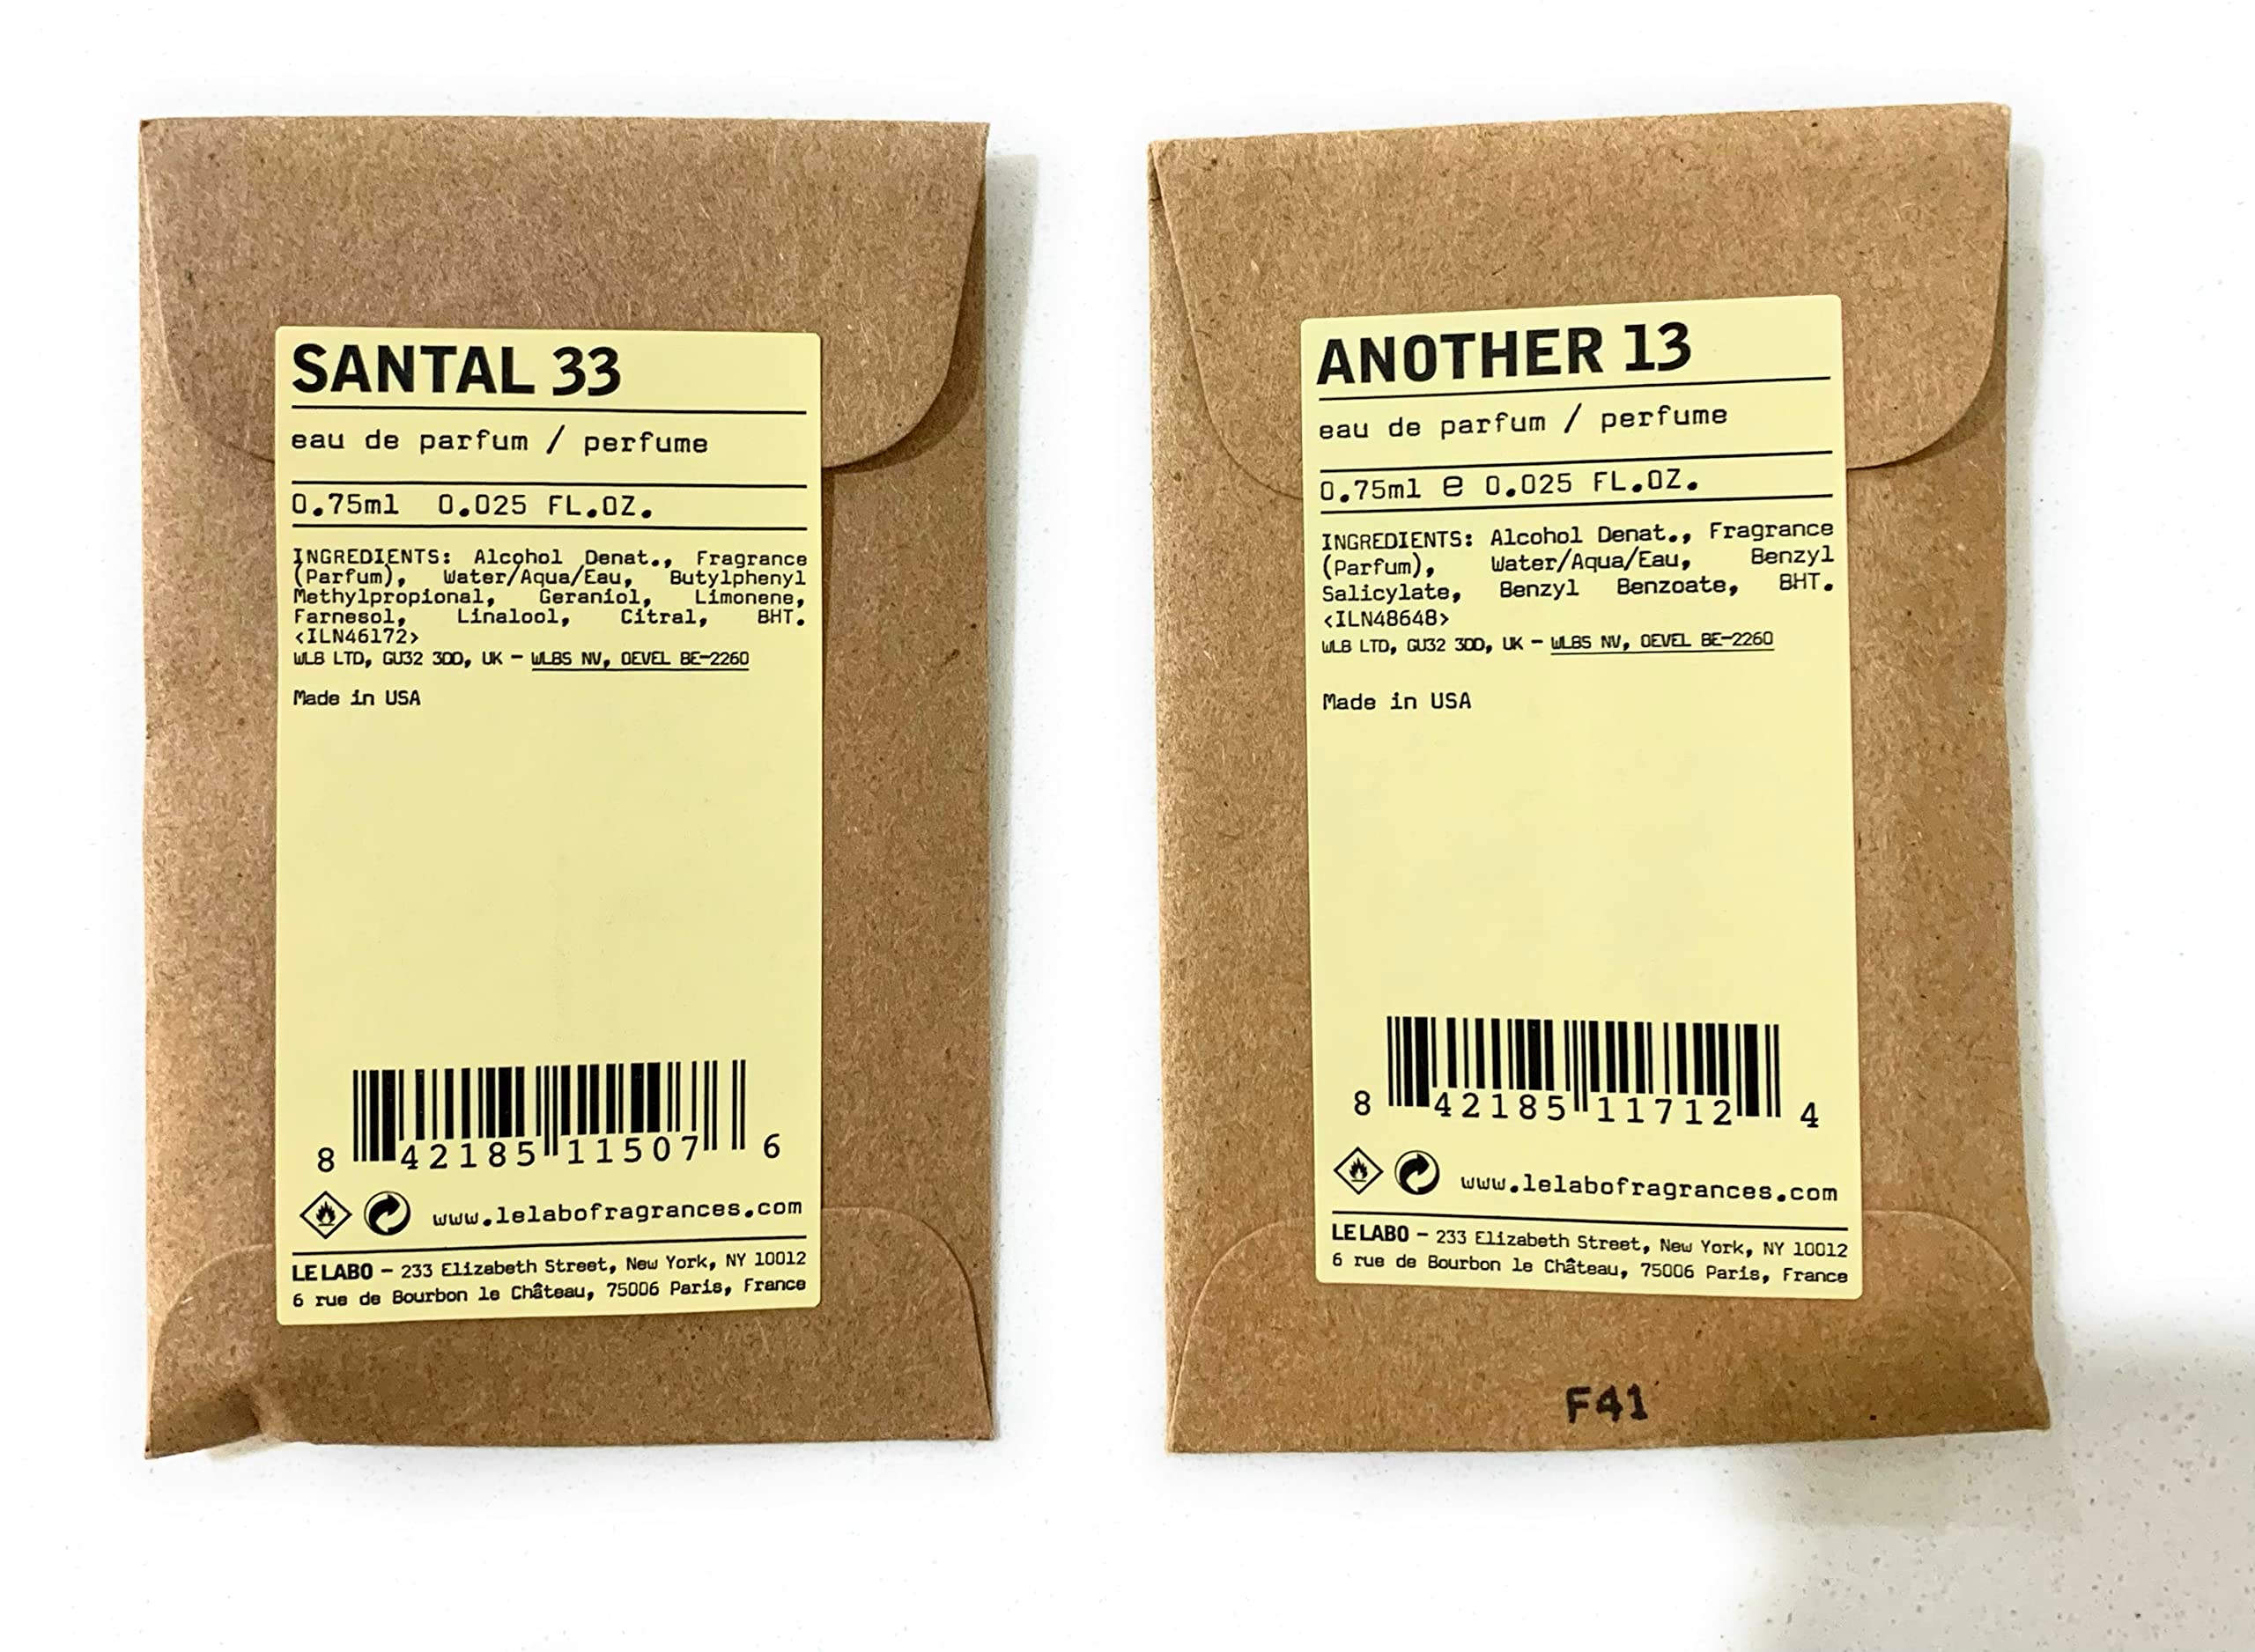 SANTAL 33
eau de parfum / perfume
0.75ml 0.025 FL.OZ.
INGREDIENTS: Alcohol Denat., Fragrance
(Parfum), Water/Aqua/Eau, Butylphenyl
Methylpropional, Geraniol, Limonene,
Farnesol, Linalool, Citral, BHT.
<ILN46172>
WLB LTD, GU32 3DD, UK – WLBS NV, OEVEL BE-2260
Made in USA
8 42185 11507 6
www.lelabofragrances.com
LE LABO – 233 Elizabeth Street, New York, NY 10012
6 rue de Bourbon le Château, 75006 Paris, France
ANOTHER 13
eau de parfum / perfume
0.75ml e 0.025 FL.OZ.
INGREDIENTS: Alcohol Denat., Fragrance
(Parfum), Water/Aqua/Eau, Benzyl
Salicylate, Benzyl Benzoate, BHT.
<ILN48648>
WLB LTD, GU32 3DD, UK – WLBS NV, OEVEL BE-2260
Made in USA
8 42185 11712 4
www.lelabofragrances.com
LE LABO – 233 Elizabeth Street, New York, NY 10012
6 rue de Bourbon le Château, 75006 Paris, France
F41